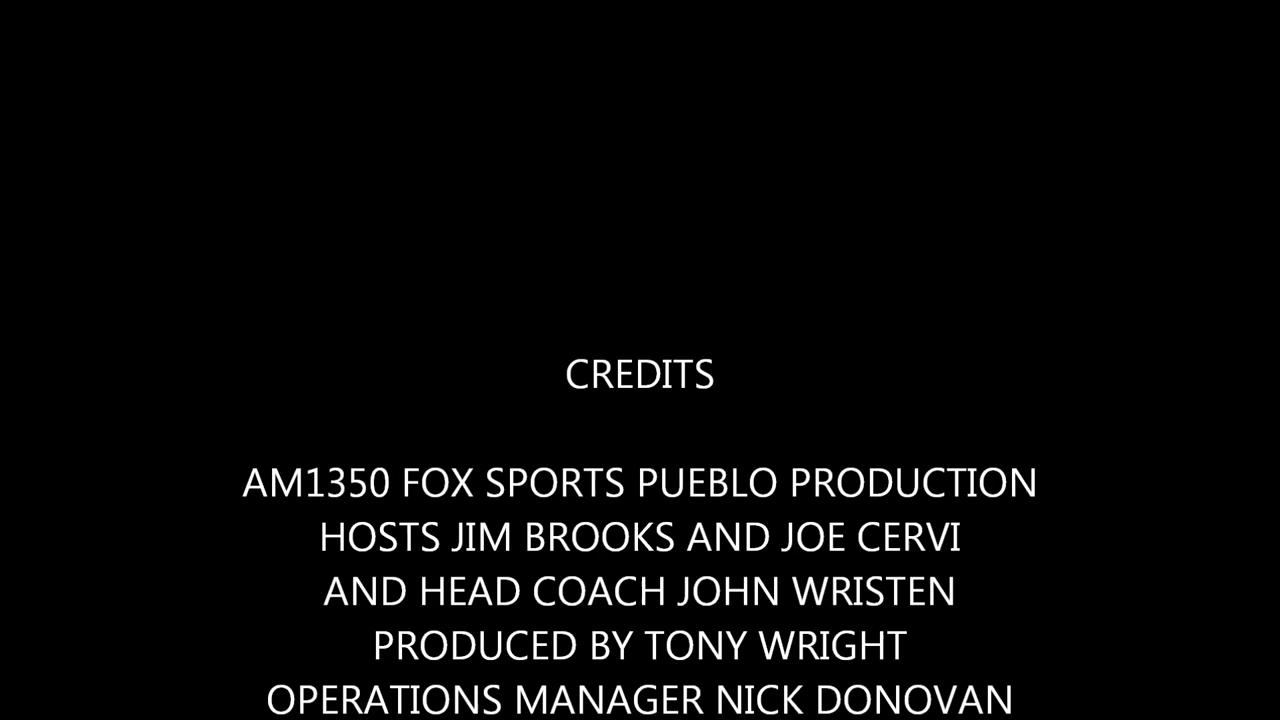 CREDITS
AM1350 FOX SPORTS PUEBLO PRODUCTION
HOSTS JIM BROOKS AND JOE CERVI
AND HEAD COACH JOHN WRISTEN
PRODUCED BY TONY WRIGHT
OPERATIONS MANAGER NICK DONOVAN